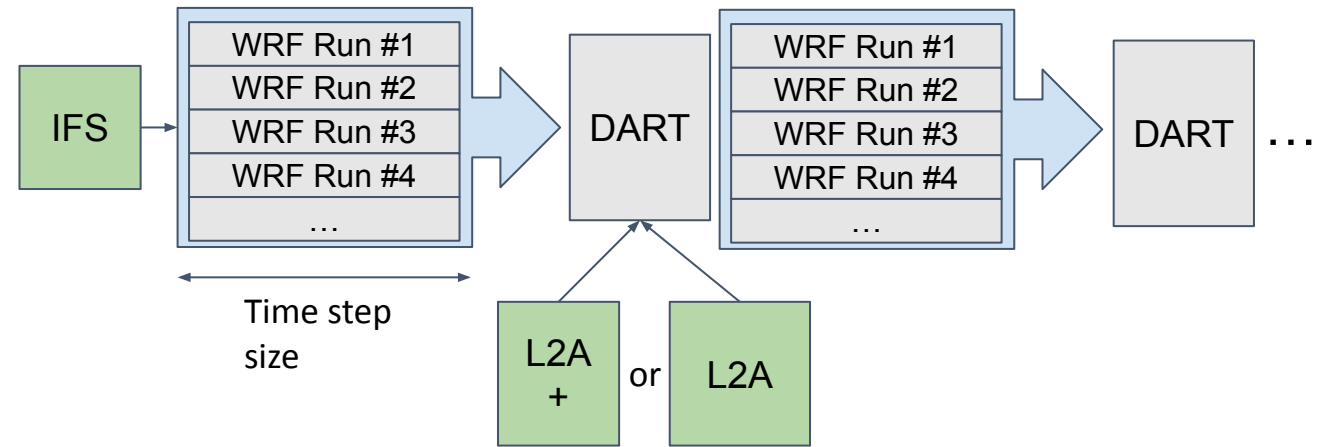 IFS
WRF Run #1
WRF Run #2
WRF Run #3
WRF Run #4
...
DART
WRF Run #1
WRF Run #2
WRF Run #3
WRF Run #4
...
DART
...
Time step
size
L2A
+
or
L2A